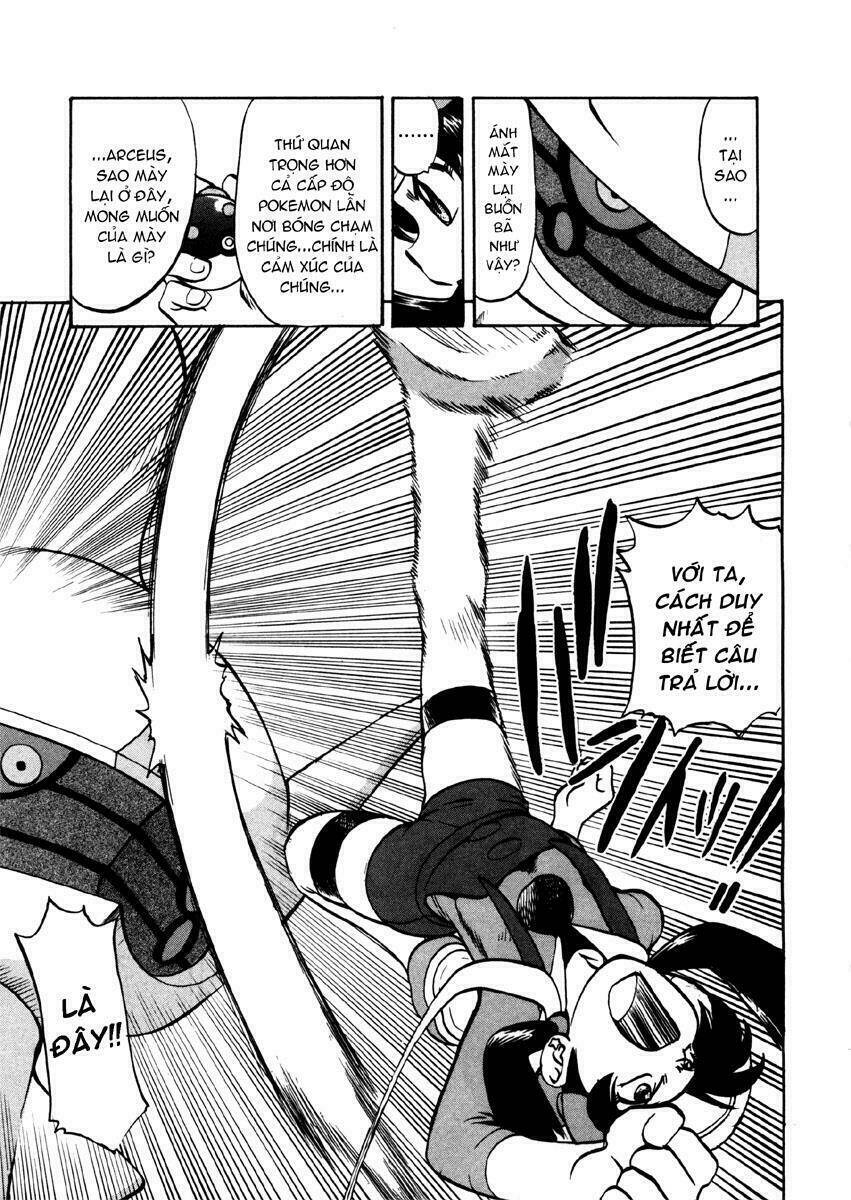 ...
TẠI
SAO
...
ÁNH
MẮT
MÀY
LẠI
BUỒN
BÃ
NHƯ
VẬY?
......
THỨ QUAN
TRỌNG HƠN
CẢ CẤP ĐỘ
POKEMON LẪN
NƠI BÓNG CHẠM
CHÚNG...CHÍNH LÀ
CẢM XÚC CỦA
CHÚNG...
...ARCEUS,
SAO MÀY
LẠI Ở ĐÂY,
MONG MUỐN
CỦA MÀY
LÀ GÌ?
VỚI TA,
CÁCH DUY
NHẤT ĐỂ
BIẾT CÂU
TRẢ LỜI...
LÀ
ĐÂY!!